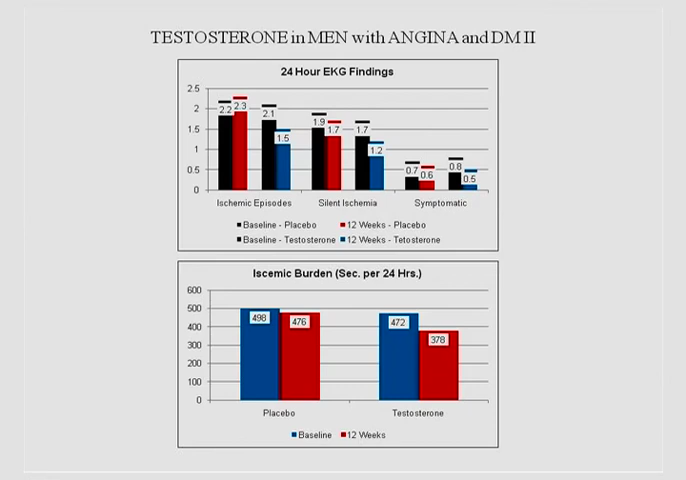 TESTOSTERONE in MEN with ANGINA and DM II
24 Hour EKG Findings
2.5
2
1.5
1
0.5
0
2.2 2.3 2.1 1.5 1.9 1.7 1.7 1.2 0.7 0.6 0.8 0.5
Ischemic Episodes Silent Ischemia Symptomatic
Baseline - Placebo 12 Weeks - Placebo
Baseline - Testosterone 12 Weeks - Tetosterone
Iscemic Burden (Sec. per 24 Hrs.)
600
500
400
300
200
100
0
498 476 472 378
Placebo Testosterone
Baseline 12 Weeks